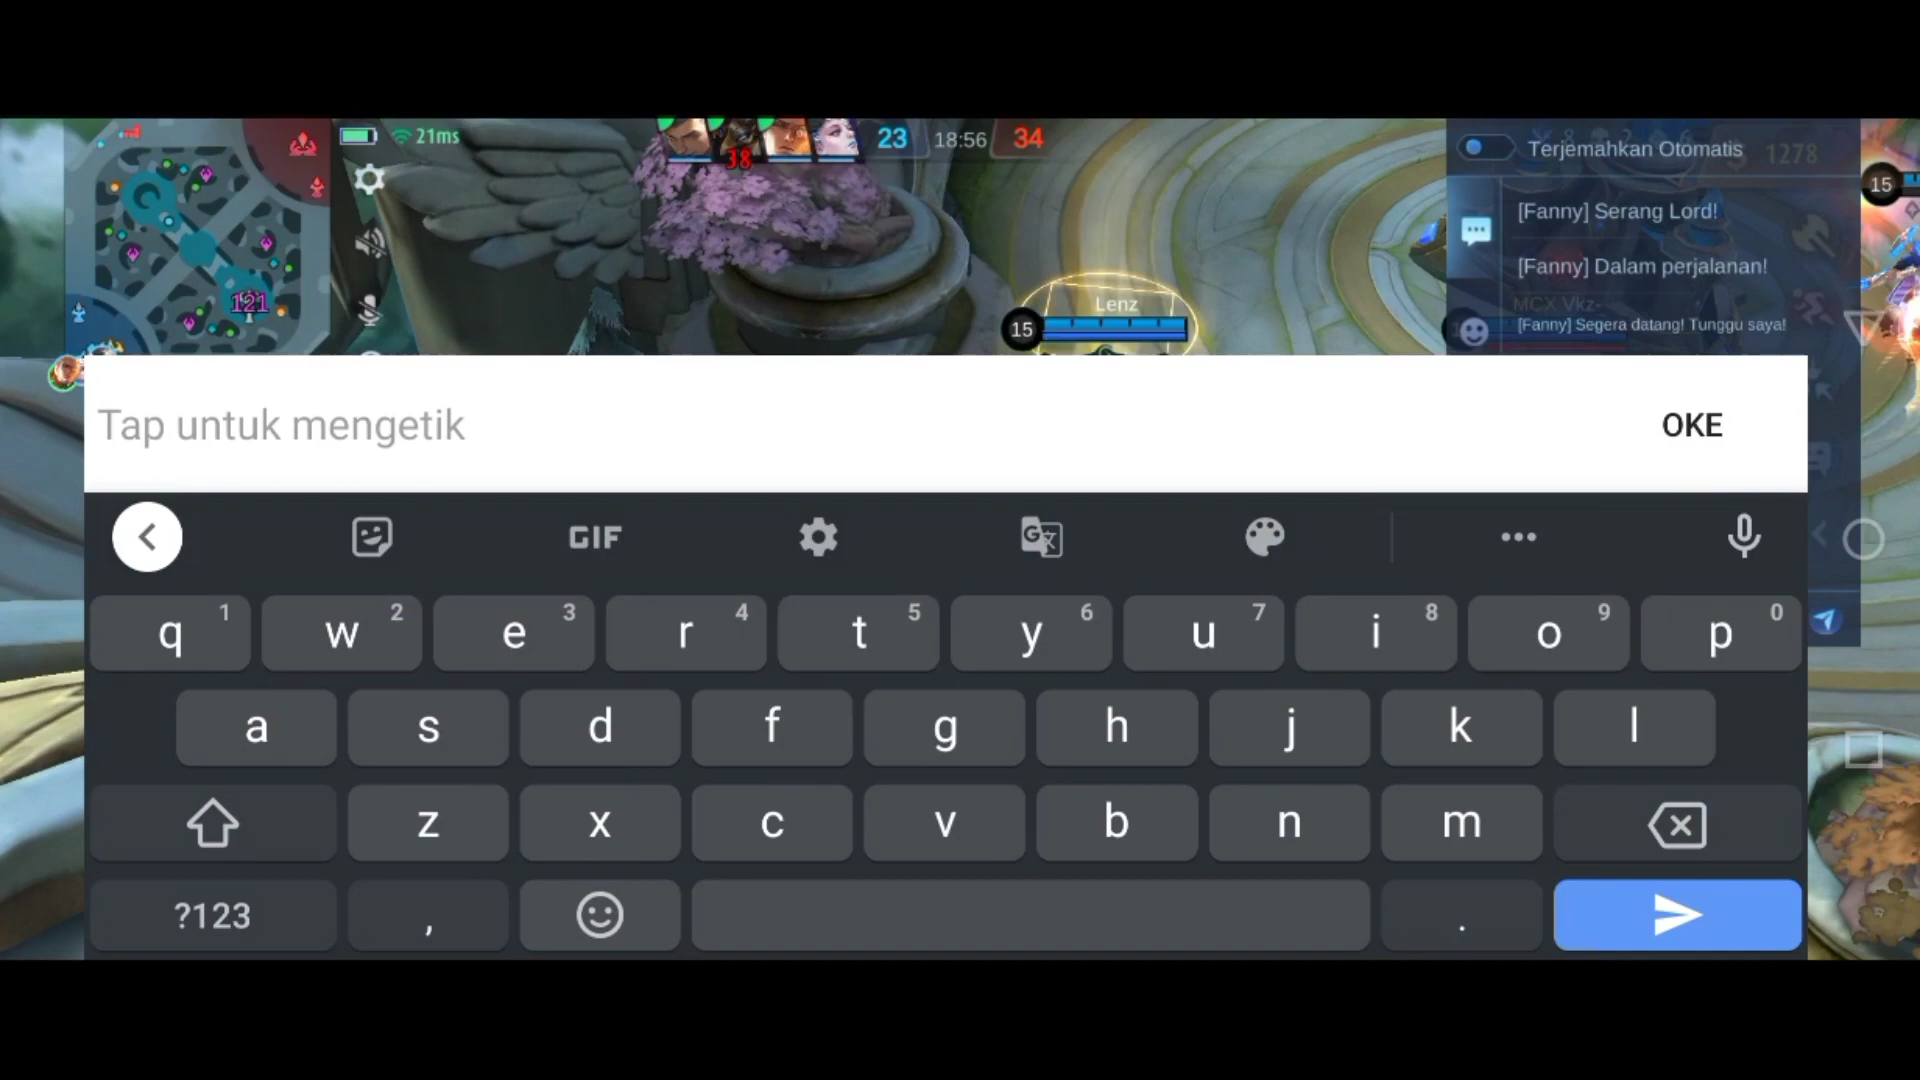 21ms
38
23 18:56 34
121
15 Lenz
Terjemahkan Otomatis
1278
15
[Fanny] Serang Lord!
[Fanny] Dalam perjalanan!
MCX Vkz-
[Fanny] Segera datang! Tunggu saya!
Tap untuk mengetik OKE
GIF
q 1 w 2 e 3 r 4 t 5 y 6 u 7 i 8 o 9 p 0
a s d f g h j k l
z x c v b n m
?123 , .